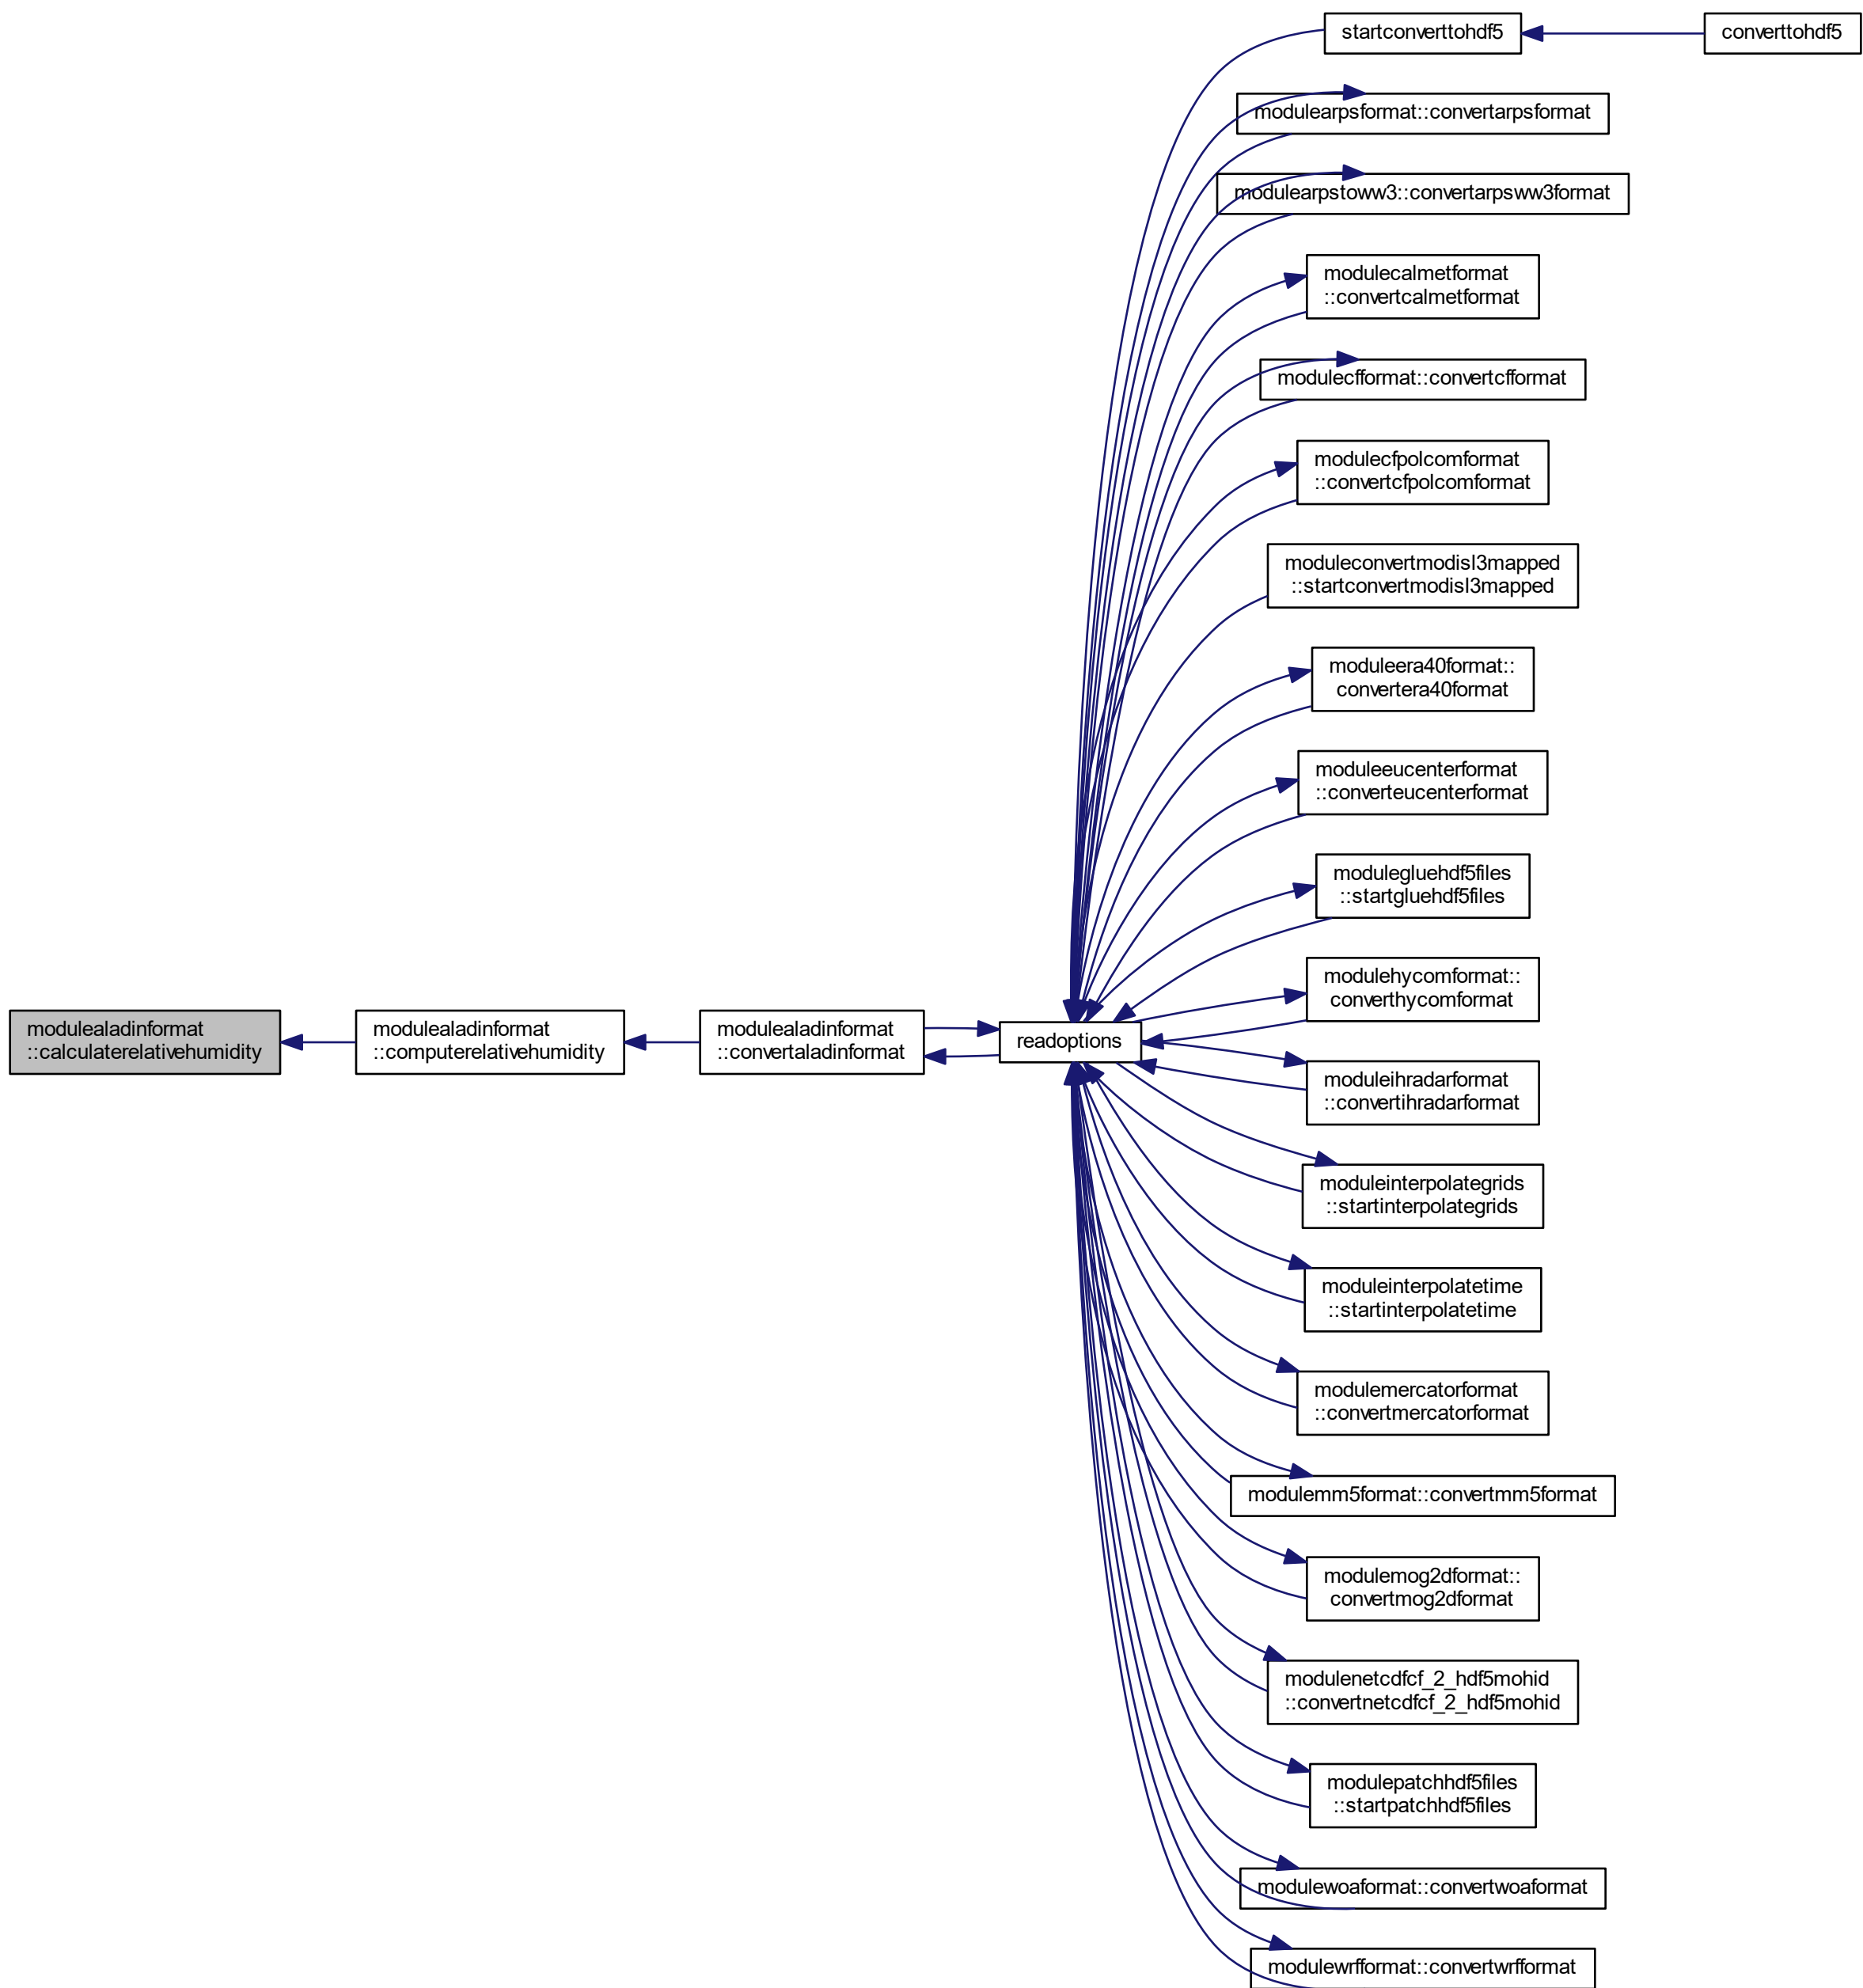 startconverttohdf5
converttohdf5
modulearpsformat::convertarpsformat
modulearpstoww3::convertarpsww3format
modulecalmetformat
::convertcalmetformat
modulecfformat::convertcfformat
modulecfpolcomformat
::convertcfpolcomformat
moduleconvertmodisl3mapped
::startconvertmodisl3mapped
moduleera40format::
convertera40format
moduleeucenterformat
::converteucenterformat
modulegluehdf5files
::startgluehdf5files
modulehycomformat::
converthycomformat
modulealadinformat
::calculaterelativehumidity
modulealadinformat
::computerelativehumidity
modulealadinformat
::convertaladinformat
readoptions
moduleihradarformat
::convertihradarformat
moduleinterpolategrids
::startinterpolategrids
moduleinterpolatetime
::startinterpolatetime
modulemercatorformat
::convertmercatorformat
modulemm5format::convertmm5format
modulemog2dformat::
convertmog2dformat
modulenetcdfcf_2_hdf5mohid
::convertnetcdfcf_2_hdf5mohid
modulepatchhdf5files
::startpatchhdf5files
modulewoaformat::convertwoaformat
modulewrfformat::convertwrfformat